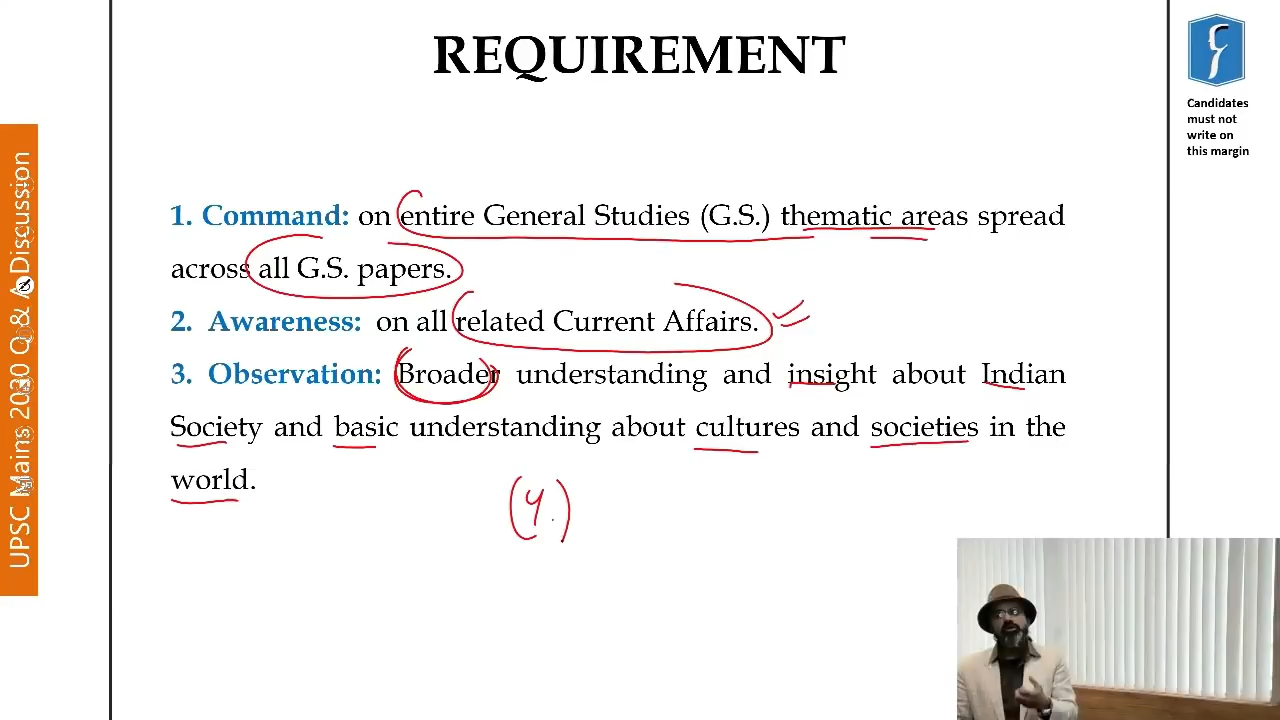 REQUIREMENT
Candidates
must not
write on
this margin
UPSC Mains 2020 Q & A Discussion
1. Command: on entire General Studies (G.S.) thematic areas spread
across all G.S. papers.
2. Awareness: on all related Current Affairs.
3. Observation: Broader understanding and insight about Indian
Society and basic understanding about cultures and societies in the
world.
(4.)